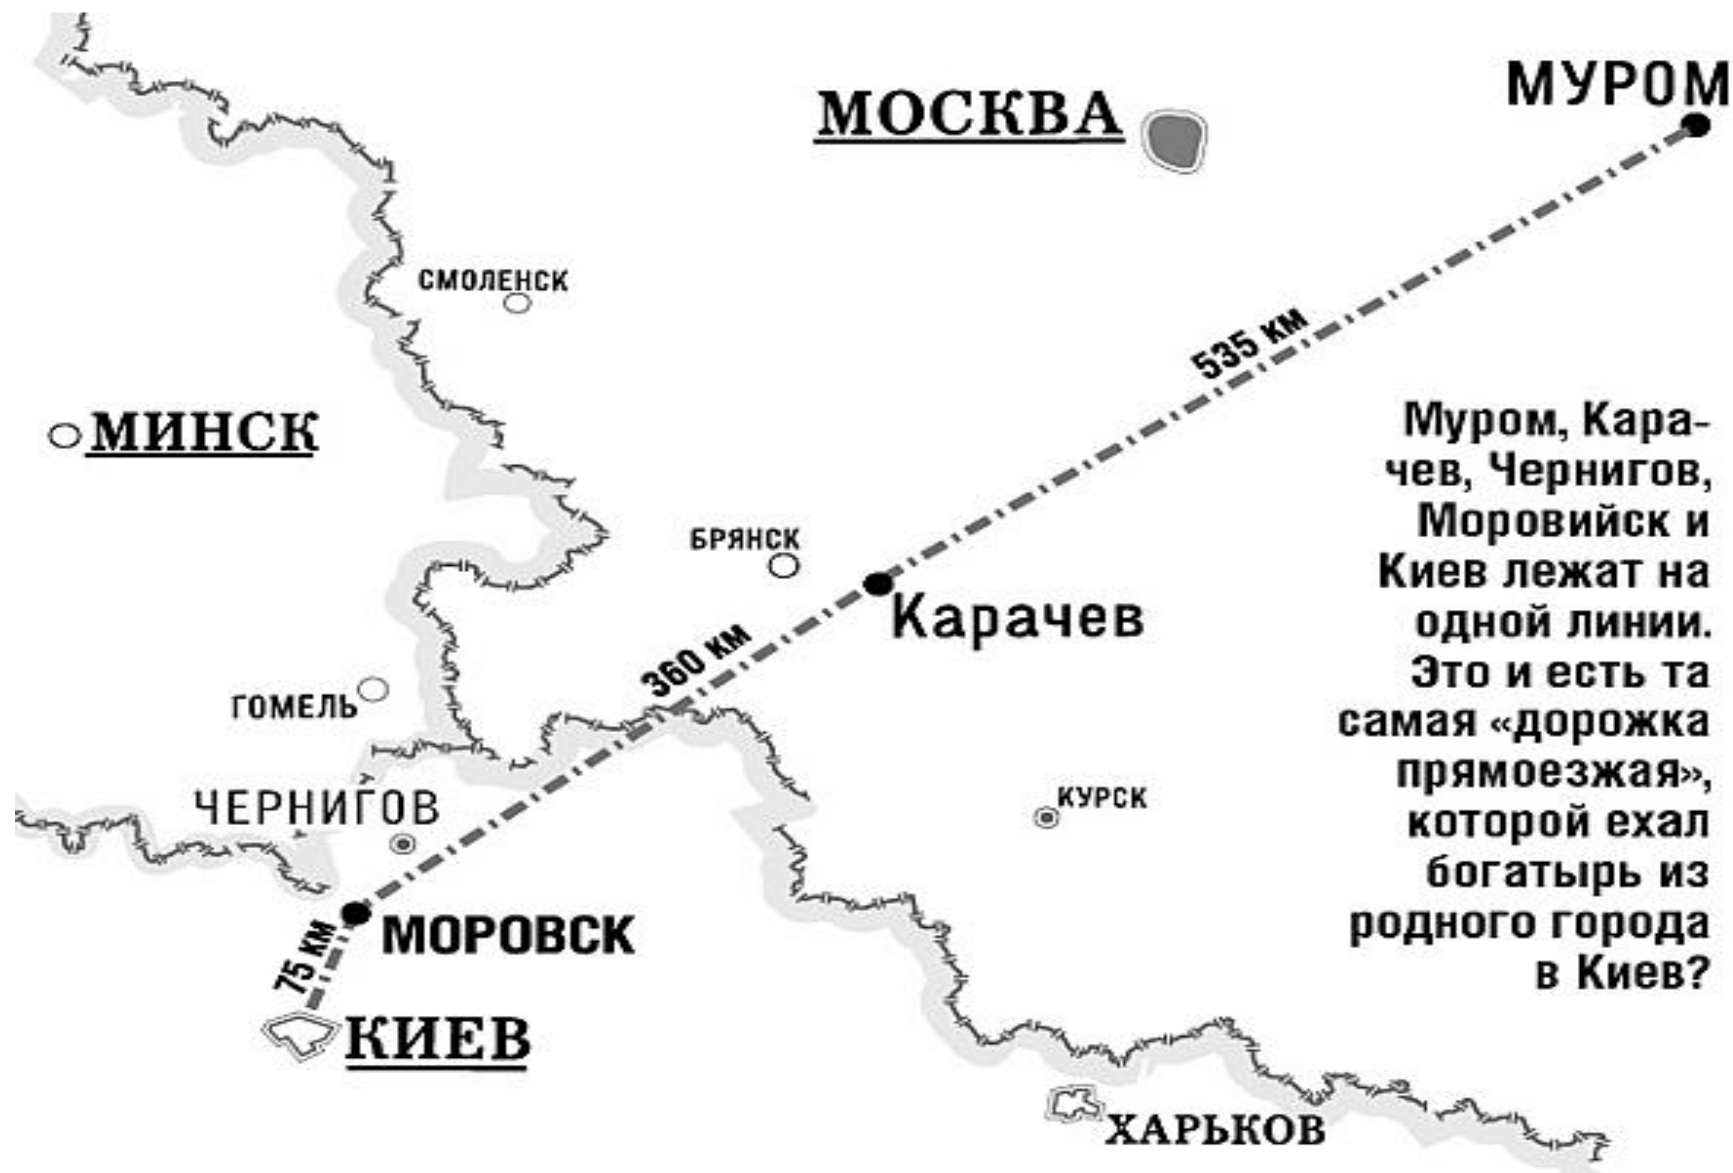 МОСКВА
МУРОМ
СМОЛЕНСК
535 КМ
МИНСК
Муром, Кара-
чев, Чернигов,
Моровийск и
Киев лежат на
одной линии.
Это и есть та
самая «дорожка
прямоезжая»,
которой ехал
богатырь из
родного города
в Киев?
БРЯНСК
Карачев
360 КМ
ГОМЕЛЬ
ЧЕРНИГОВ
КУРСК
МОРОВСК
75 КМ
КИЕВ
ХАРЬКОВ